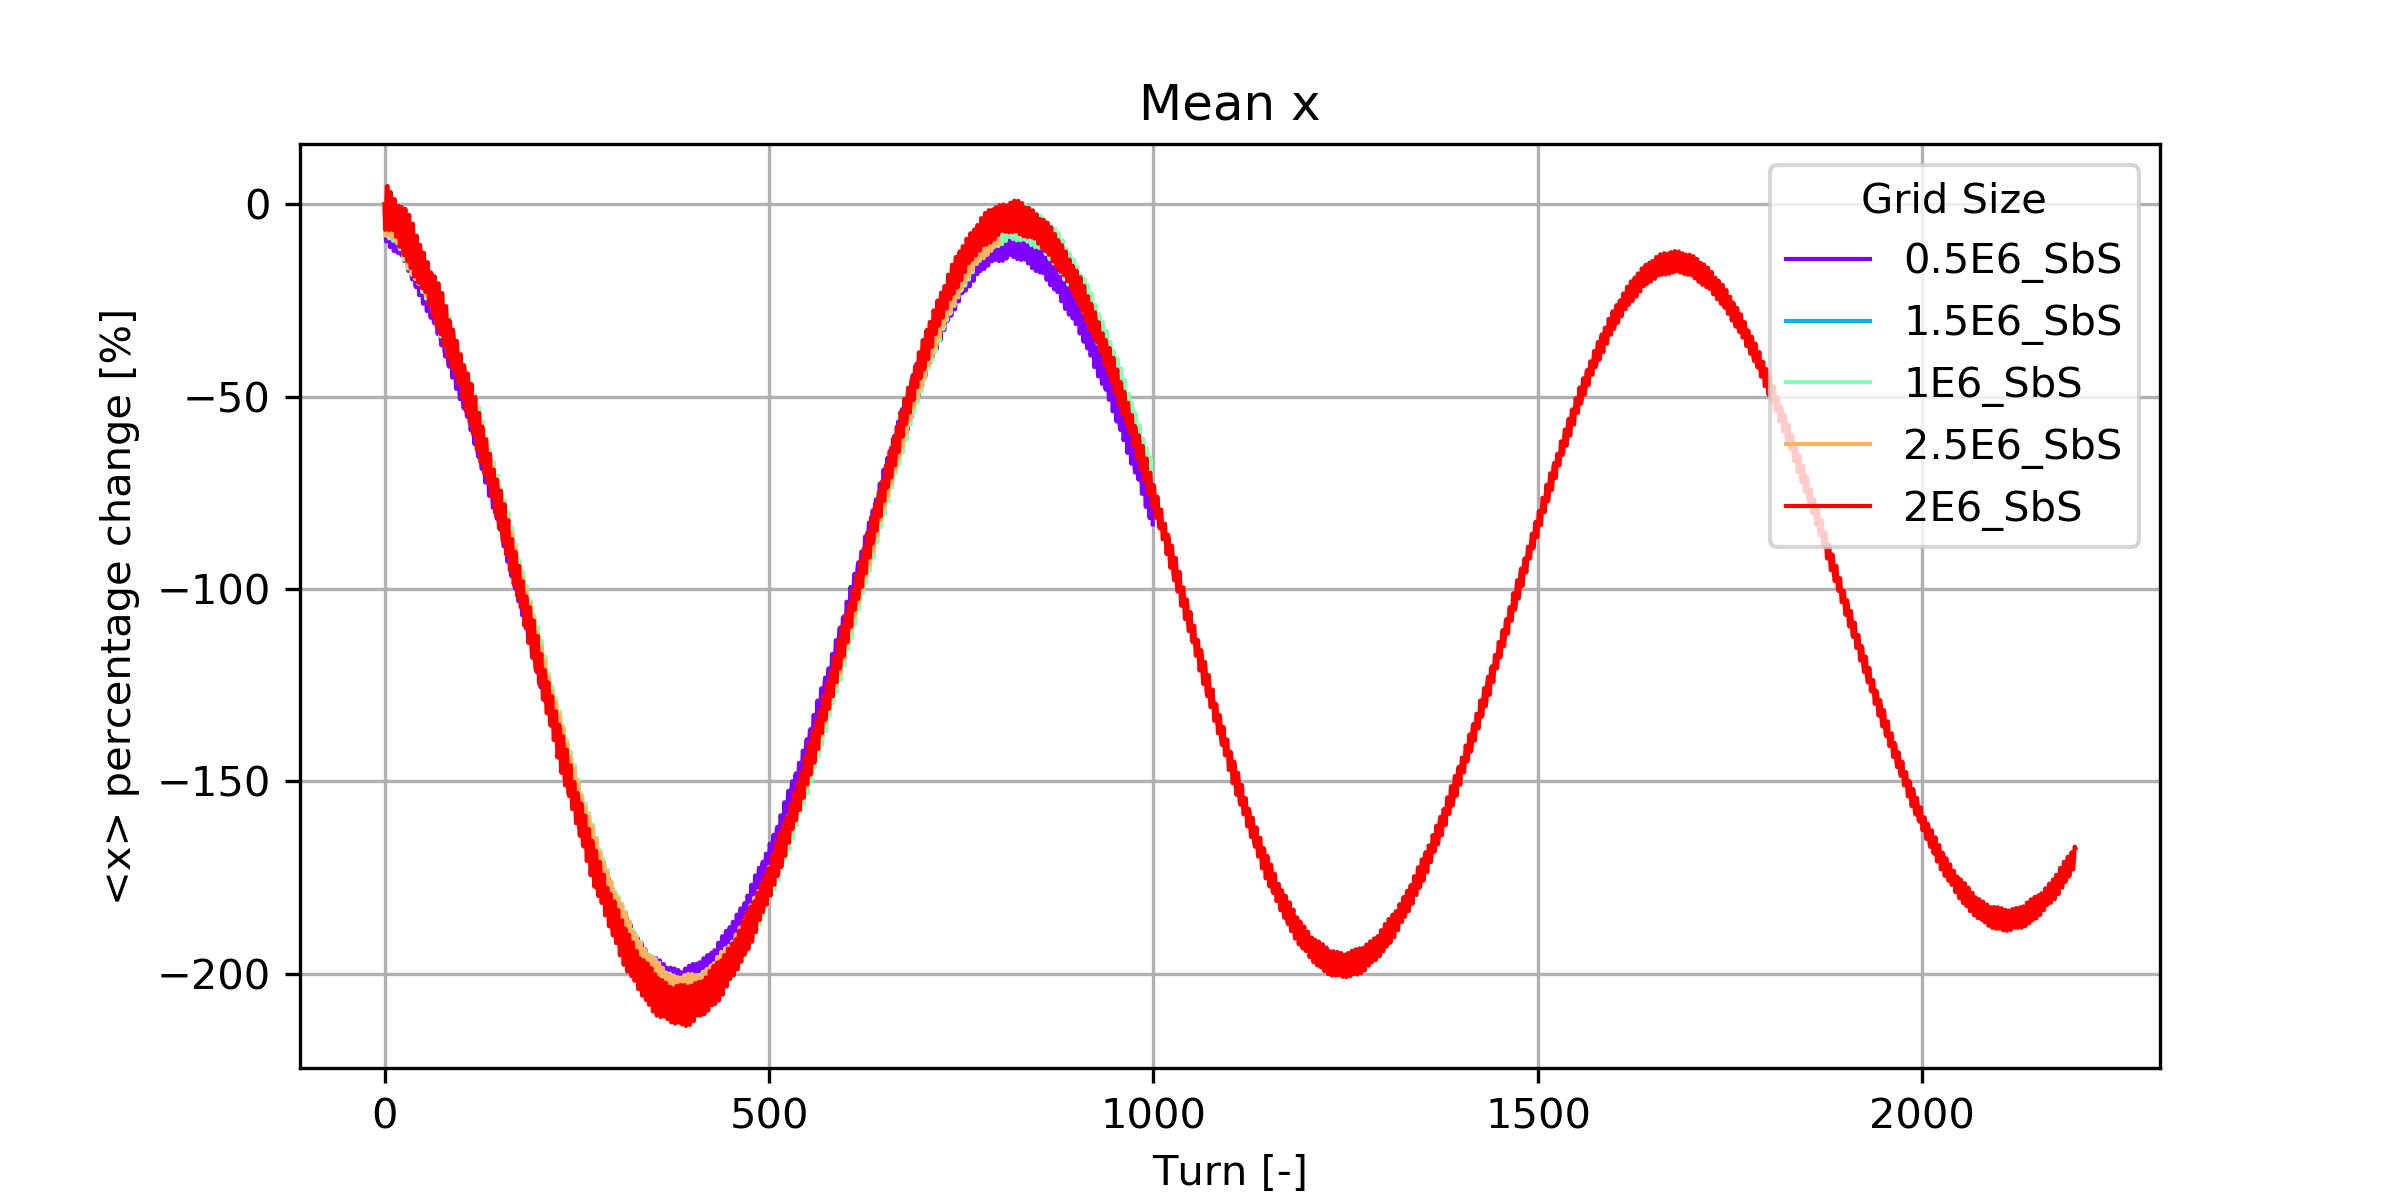 Mean x
<x> percentage change [%]
0
−50
−100
−150
−200
Grid Size
0.5E6_SbS
1.5E6_SbS
1E6_SbS
2.5E6_SbS
2E6_SbS
0 500 1000 1500 2000
Turn [-]